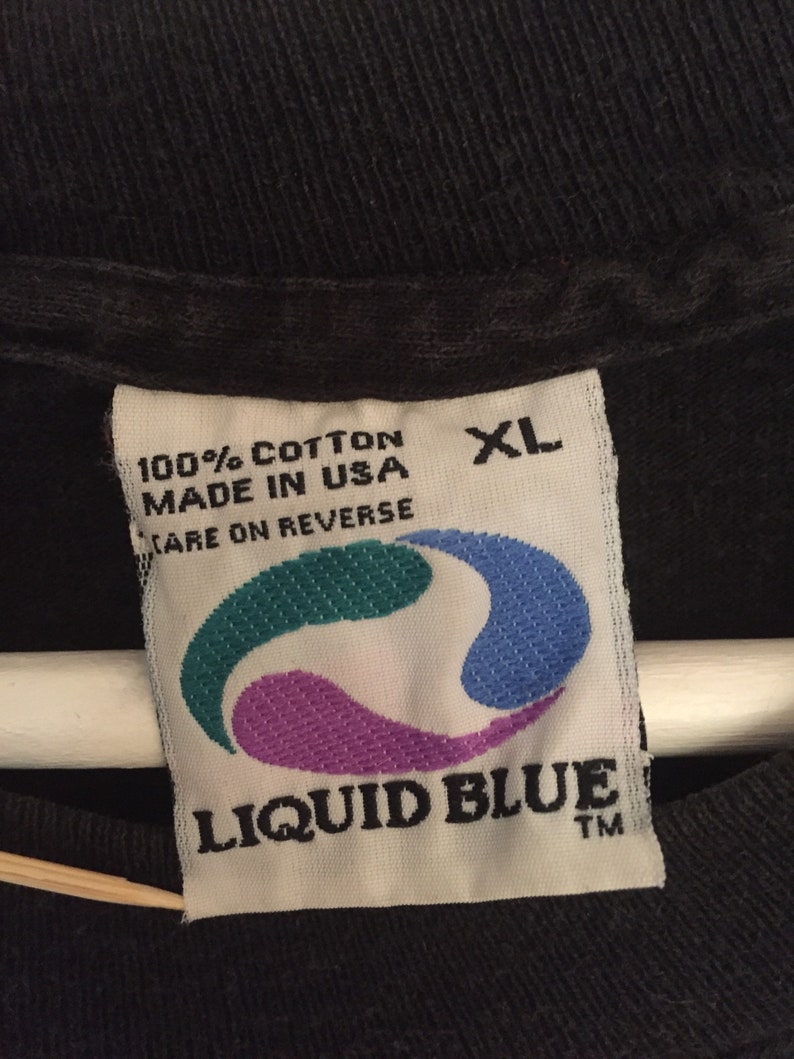 100% COTTON XL
MADE IN USA
CARE ON REVERSE
LIQUID BLUE
TM